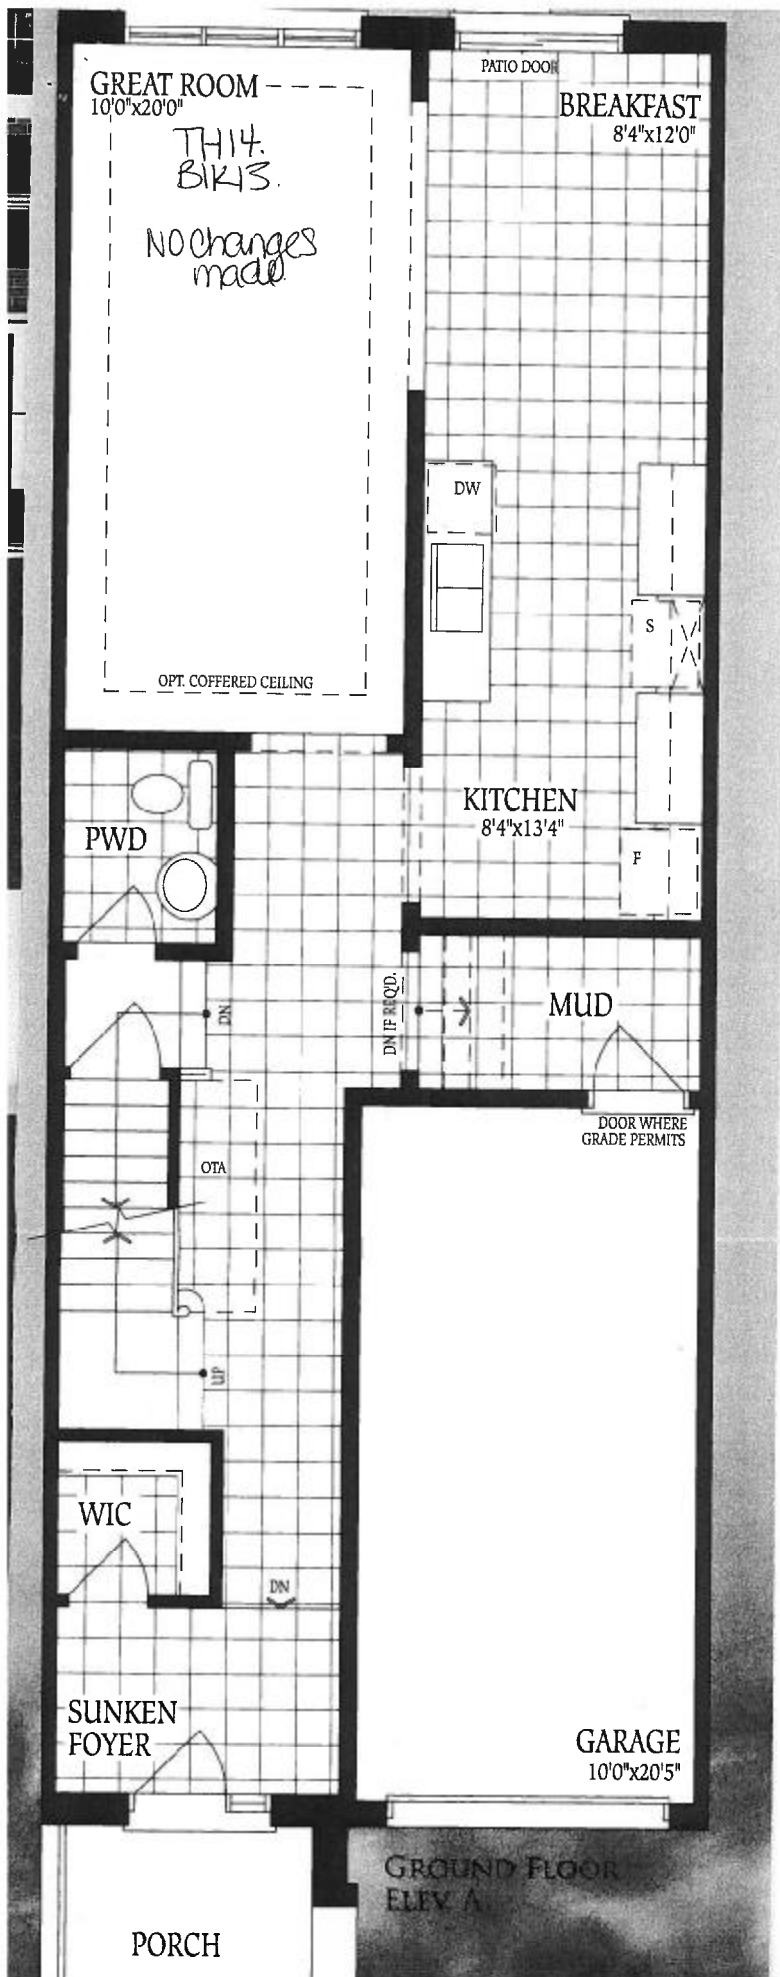 GREAT ROOM
10'0"x20'0"
TH14.
BlK13.
NO changes
made.
PATIO DOOR
BREAKFAST
8'4"x12'0"
DW
S
OPT. COFFERED CEILING
KITCHEN
8'4"x13'4"
F
PWD
DN
DN IF REQ'D.
MUD
DOOR WHERE
GRADE PERMITS
OTA
UP
WIC
DN
SUNKEN
FOYER
GARAGE
10'0"x20'5"
GROUND FLOOR
ELEV. A
PORCH